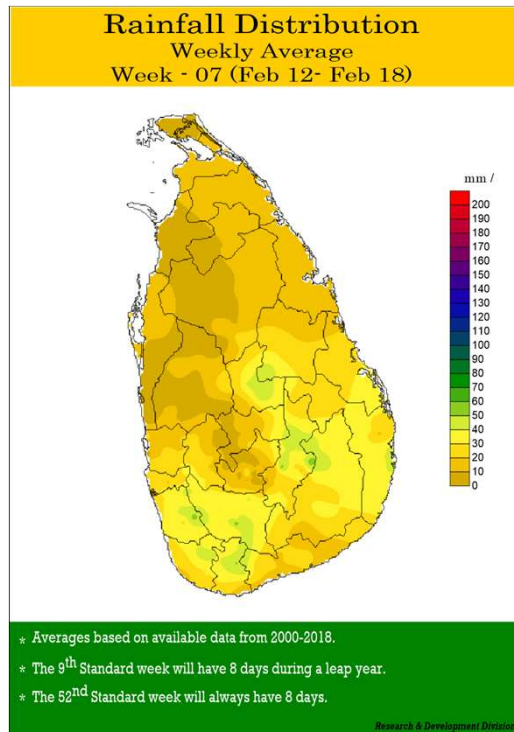 Rainfall Distribution
Weekly Average
Week - 07 (Feb 12- Feb 18)
mm /
200
190
180
170
160
150
140
130
120
110
100
90
80
70
60
50
40
30
20
10
0
* Averages based on available data from 2000-2018.
* The 9th Standard week will have 8 days during a leap year.
* The 52nd Standard week will always have 8 days.
Research & Development Division